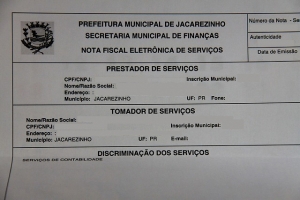 PREFEITURA MUNICIPAL DE JACAREZINHO
SECRETARIA MUNICIPAL DE FINANÇAS
NOTA FISCAL ELETRÔNICA DE SERVIÇOS
Número da Nota - Se
Autenticidade
Data de Emissão
PRESTADOR DE SERVIÇOS
CPF/CNPJ: Inscrição Municipal:
Nome/Razão Social:
Endereço: :
Município: JACAREZINHO UF: PR Fone:
TOMADOR DE SERVIÇOS
Nome/Razão Social:
CPF/CNPJ: Inscrição Municipal:
Endereço: :
Município: JACAREZINHO UF: PR E-mail:
DISCRIMINAÇÃO DOS SERVIÇOS
SERVIÇOS DE CONTABILIDADE